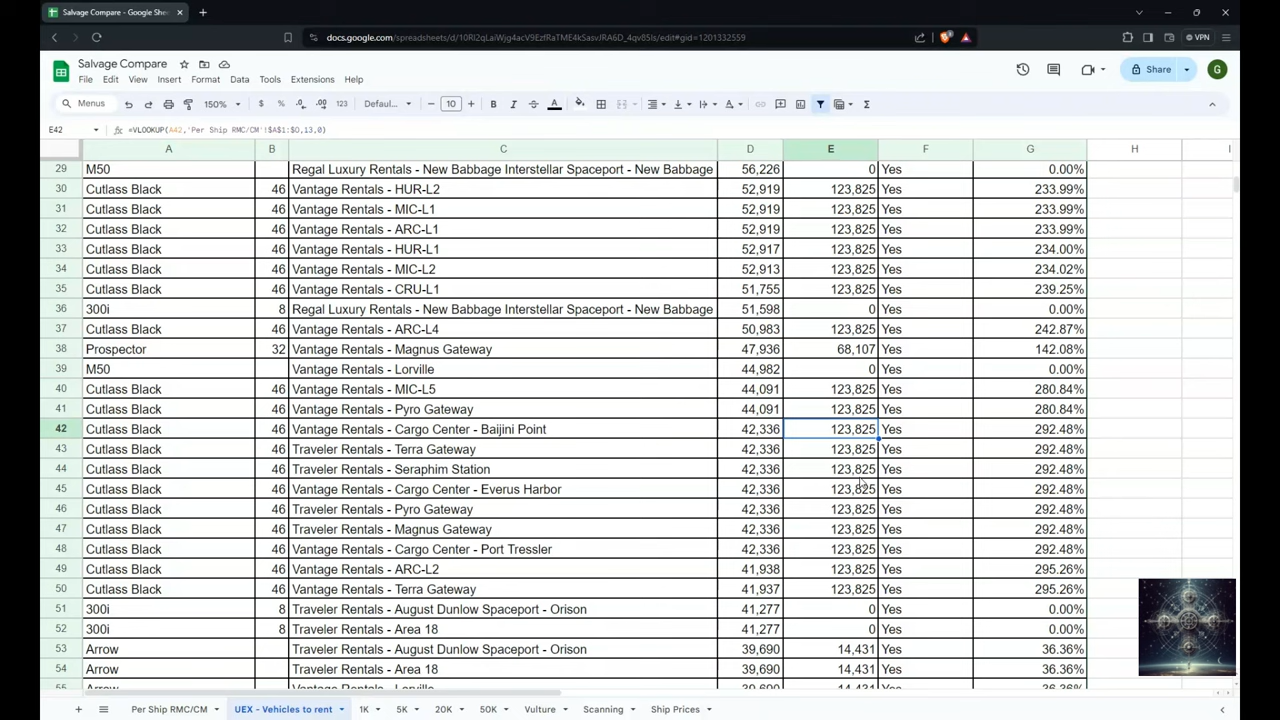 Salvage Compare - Google She
docs.google.com/spreadsheets/d/10Rl2qLaiWjg4acV9EzfRaTME4kSasvJRA6D_4qv85Is/edit#gid=1201332559
VPN
Salvage Compare
File Edit View Insert Format Data Tools Extensions Help
Share G
Menus 150% $ % .0 .00 123 Defaul... 10 B I A
E42 fx =VLOOKUP(A42,'Per Ship RMC/CM'!$A$1:$O,13,0)
A B C D E F G H I
29 M50 Regal Luxury Rentals - New Babbage Interstellar Spaceport - New Babbage 56,226 0 Yes 0.00%
30 Cutlass Black 46 Vantage Rentals - HUR-L2 52,919 123,825 Yes 233.99%
31 Cutlass Black 46 Vantage Rentals - MIC-L1 52,919 123,825 Yes 233.99%
32 Cutlass Black 46 Vantage Rentals - ARC-L1 52,919 123,825 Yes 233.99%
33 Cutlass Black 46 Vantage Rentals - HUR-L1 52,917 123,825 Yes 234.00%
34 Cutlass Black 46 Vantage Rentals - MIC-L2 52,913 123,825 Yes 234.02%
35 Cutlass Black 46 Vantage Rentals - CRU-L1 51,755 123,825 Yes 239.25%
36 300i 8 Regal Luxury Rentals - New Babbage Interstellar Spaceport - New Babbage 51,598 0 Yes 0.00%
37 Cutlass Black 46 Vantage Rentals - ARC-L4 50,983 123,825 Yes 242.87%
38 Prospector 32 Vantage Rentals - Magnus Gateway 47,936 68,107 Yes 142.08%
39 M50 Vantage Rentals - Lorville 44,982 0 Yes 0.00%
40 Cutlass Black 46 Vantage Rentals - MIC-L5 44,091 123,825 Yes 280.84%
41 Cutlass Black 46 Vantage Rentals - Pyro Gateway 44,091 123,825 Yes 280.84%
42 Cutlass Black 46 Vantage Rentals - Cargo Center - Baijini Point 42,336 123,825 Yes 292.48%
43 Cutlass Black 46 Traveler Rentals - Terra Gateway 42,336 123,825 Yes 292.48%
44 Cutlass Black 46 Traveler Rentals - Seraphim Station 42,336 123,825 Yes 292.48%
45 Cutlass Black 46 Vantage Rentals - Cargo Center - Everus Harbor 42,336 123,825 Yes 292.48%
46 Cutlass Black 46 Traveler Rentals - Pyro Gateway 42,336 123,825 Yes 292.48%
47 Cutlass Black 46 Traveler Rentals - Magnus Gateway 42,336 123,825 Yes 292.48%
48 Cutlass Black 46 Vantage Rentals - Cargo Center - Port Tressler 42,336 123,825 Yes 292.48%
49 Cutlass Black 46 Vantage Rentals - ARC-L2 41,938 123,825 Yes 295.26%
50 Cutlass Black 46 Vantage Rentals - Terra Gateway 41,937 123,825 Yes 295.26%
51 300i 8 Traveler Rentals - August Dunlow Spaceport - Orison 41,277 0 Yes 0.00%
52 300i 8 Traveler Rentals - Area 18 41,277 0 Yes 0.00%
53 Arrow Traveler Rentals - August Dunlow Spaceport - Orison 39,690 14,431 Yes 36.36%
54 Arrow Traveler Rentals - Area 18 39,690 14,431 Yes 36.36%
55 Arrow Vantage Rentals - Lorville 39,690 14,431 Yes 36.36%
Per Ship RMC/CM UEX - Vehicles to rent 1K 5K 20K 50K Vulture Scanning Ship Prices